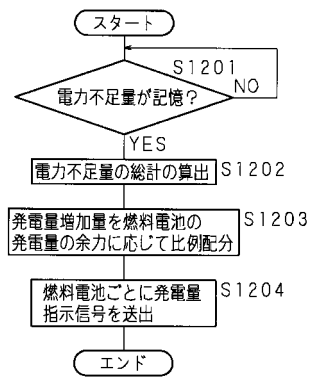 スタート
S1201
電力不足量が記憶？
NO
YES
電力不足量の総計の算出
S1202
発電量増加量を燃料電池の
発電量の余力に応じて比例配分
S1203
燃料電池ごとに発電量
指示信号を送出
S1204
エンド